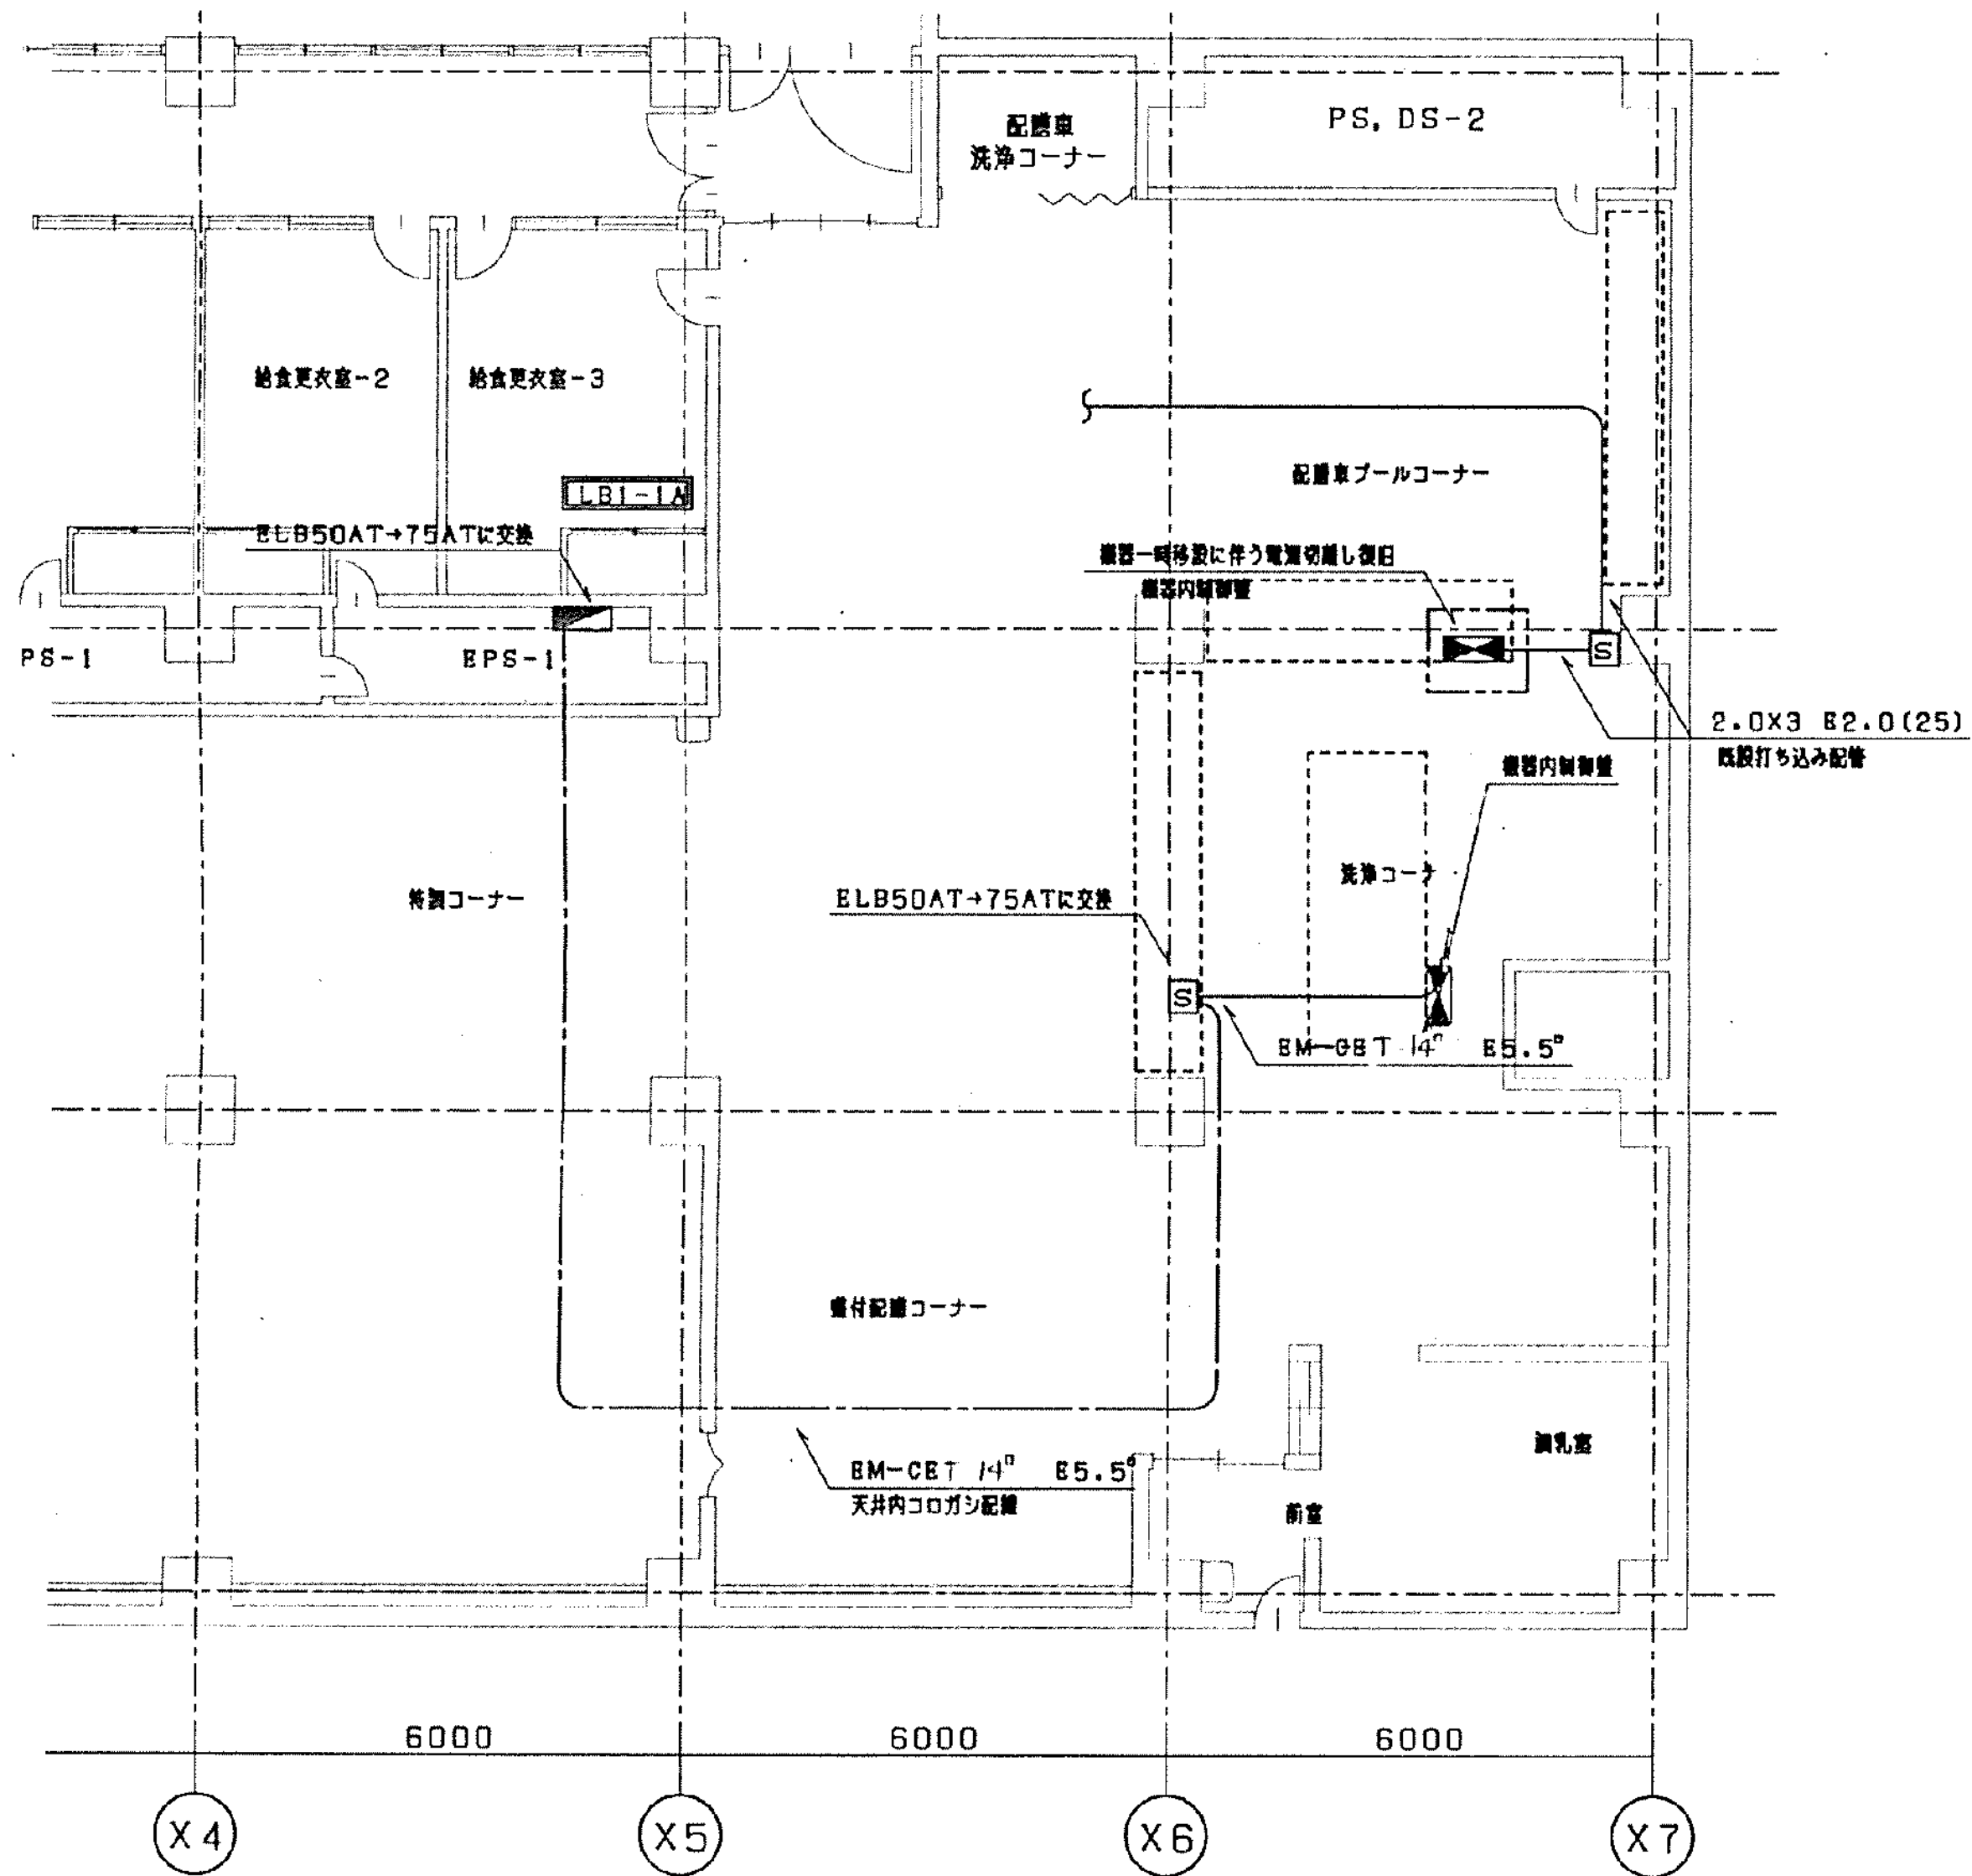 配膳車
洗浄コーナー
PS, DS-2
給食更衣室-2
給食更衣室-3
LB1-1A
ELB50AT→75ATに交換
配膳車プールコーナー
機器一時移設に伴う電源切離し復旧
機器内制御盤
PS-1
EPS-1
S
2.0X3 E2.0(25)
既設打ち込み配管
機器内制御盤
特調コーナー
ELB50AT→75ATに交換
洗浄コーナ
S
EM-CET 14□ E5.5□
盛付配膳コーナー
EM-CET 14□ E5.5□
天井内コロガシ配線
調乳室
前室
6000
6000
6000
X4
X5
X6
X7